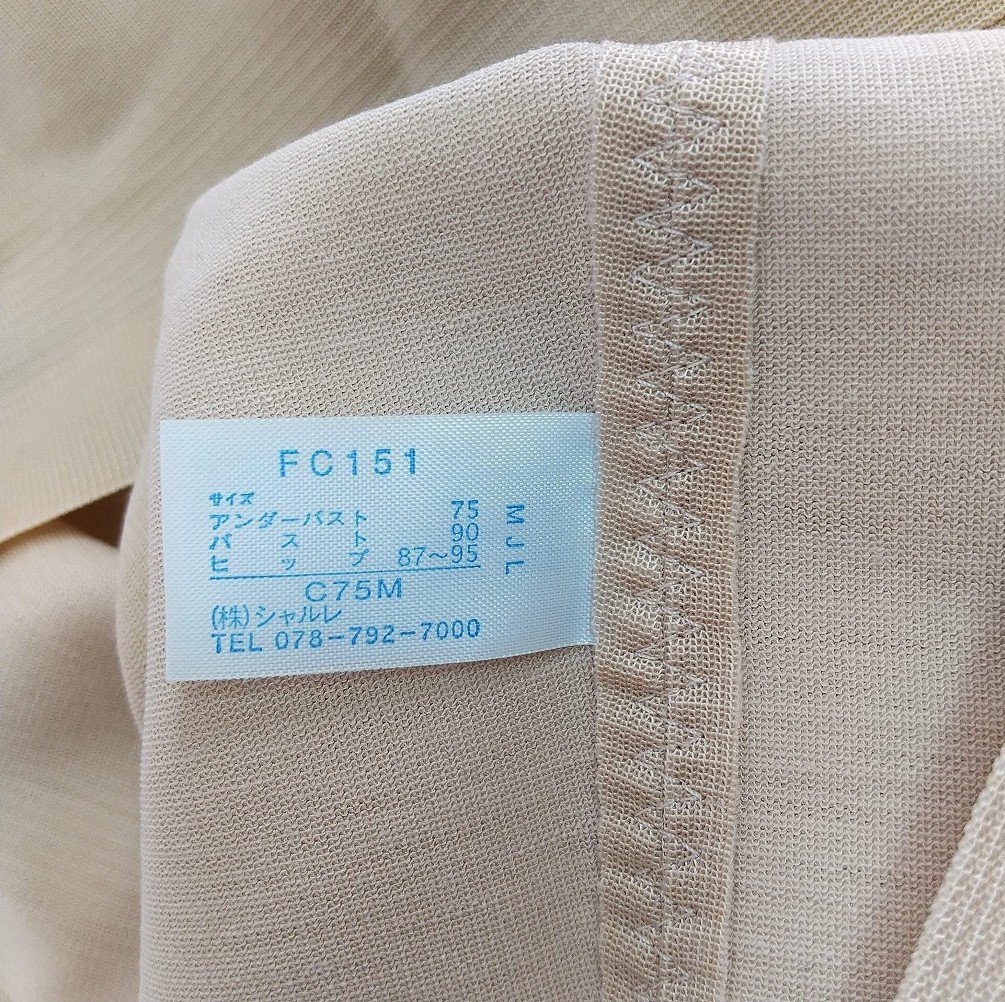 FC151
サイズ
アンダーバスト 75
バスト 90
ヒップ 87〜95
C75M
(株)シャルレ
TEL 078-792-7000
MJL